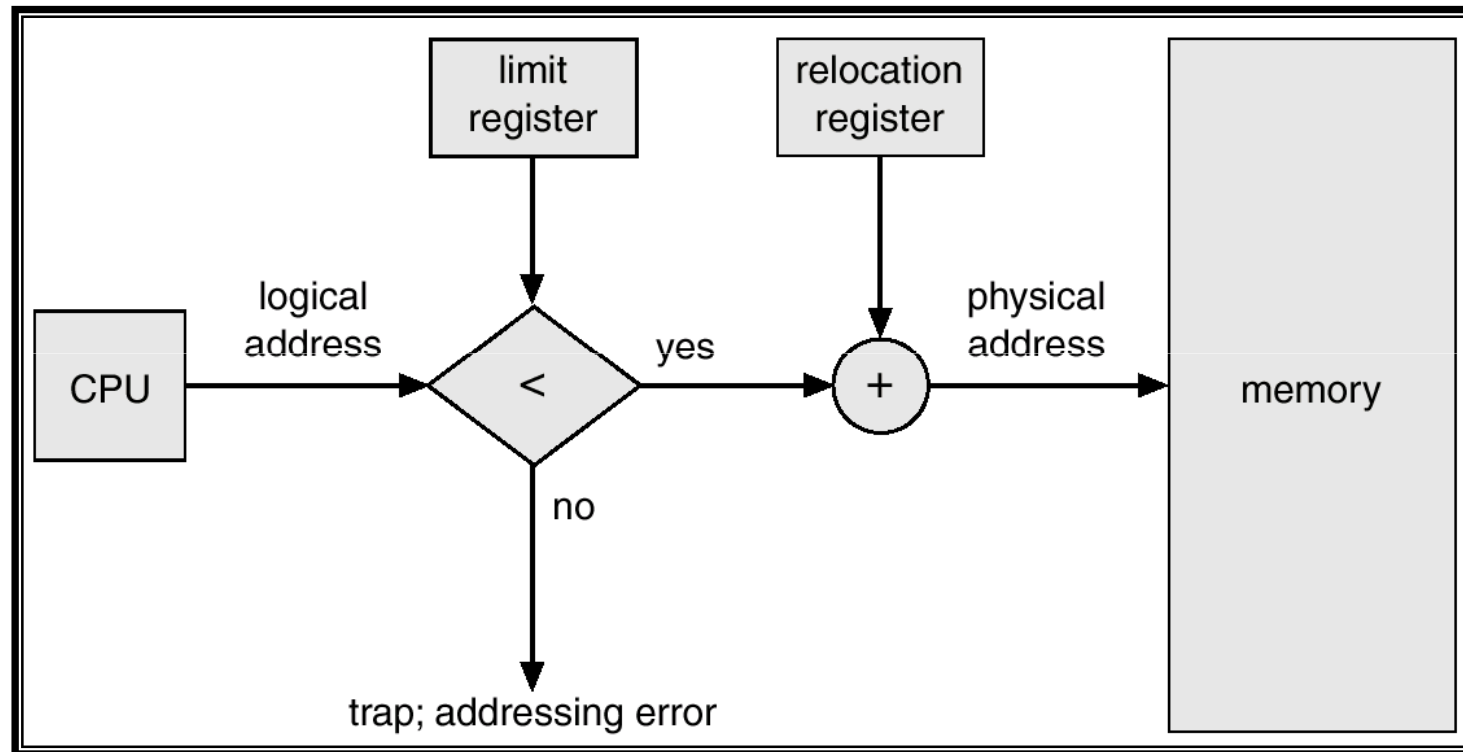 limit
register
relocation
register
logical
address
yes
physical
address
CPU
<
+
memory
no
trap; addressing error